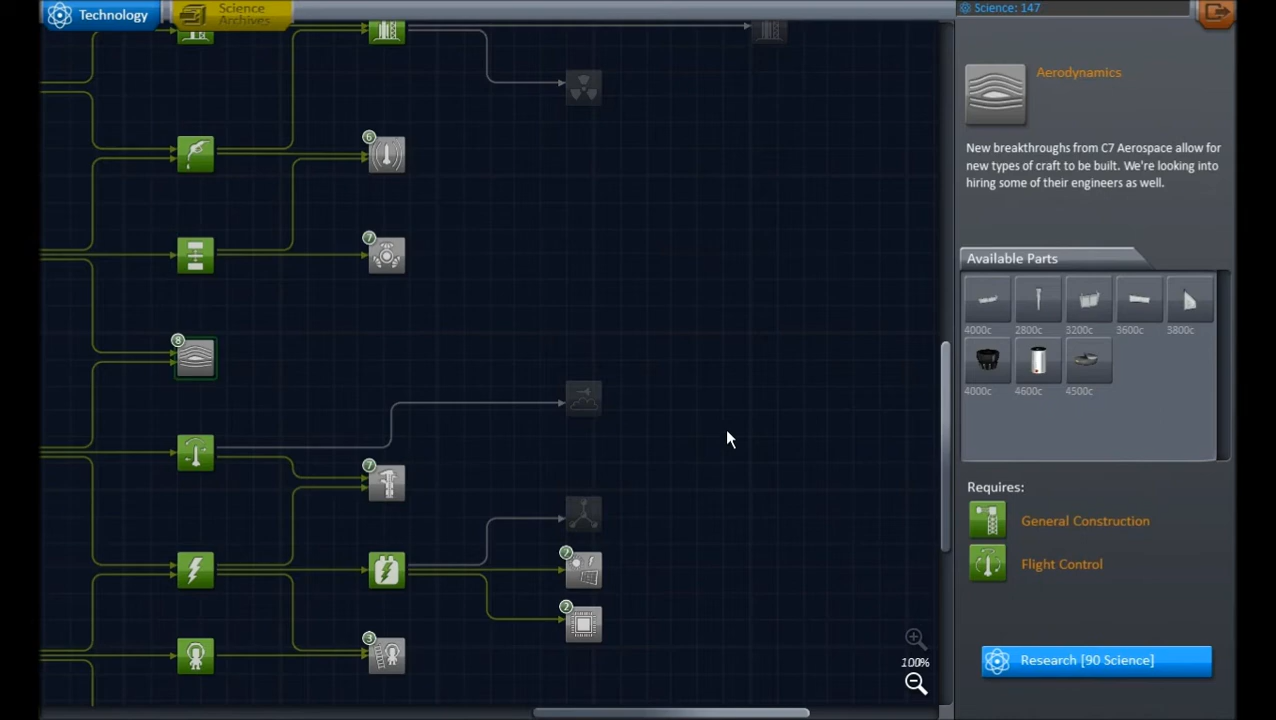 Technology
Science
Archives
Science: 147
Aerodynamics
New breakthroughs from C7 Aerospace allow for
new types of craft to be built. We're looking into
hiring some of their engineers as well.
Available Parts
4000c 2800c 3200c 3600c 3800c
4000c 4600c 4500c
Requires:
General Construction
Flight Control
Research [90 Science]
6
7
8
7
7
2
3
100%